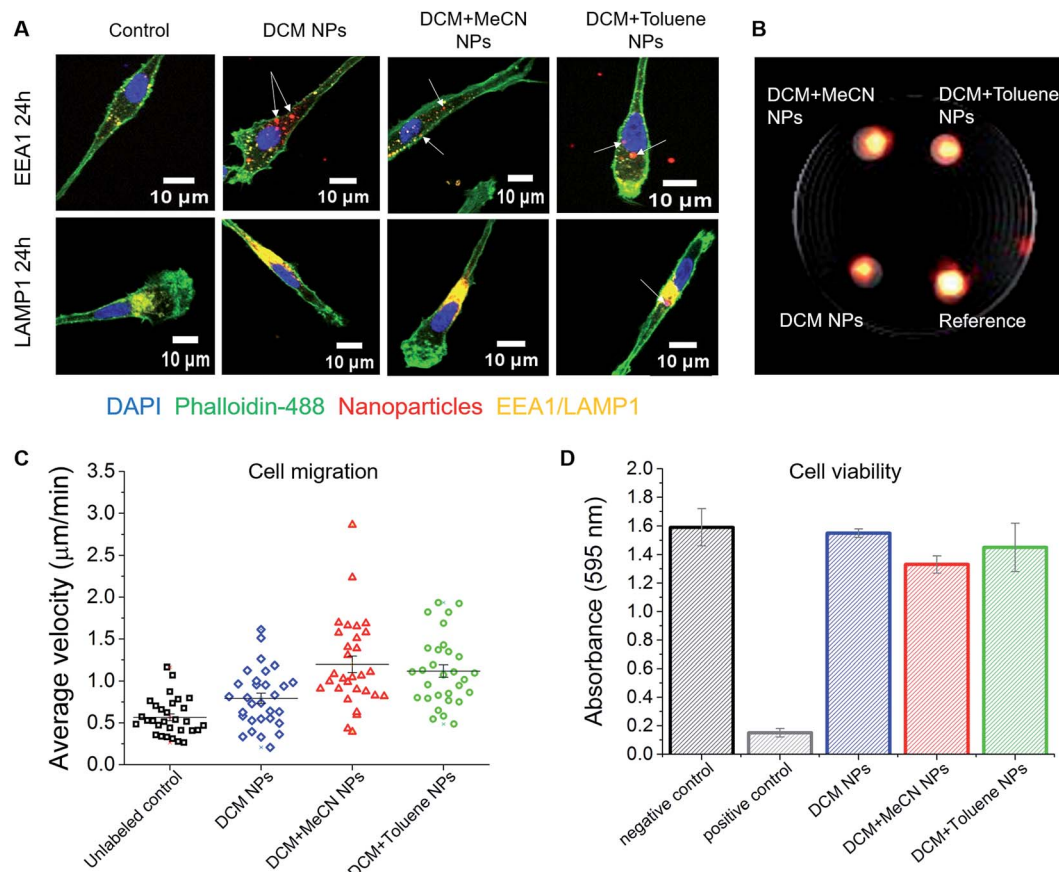 A
Control
DCM NPs
DCM+MeCN
NPs
DCM+Toluene
NPs
EEA1 24h
10 µm
10 µm
10 µm
10 µm
LAMP1 24h
10 µm
10 µm
10 µm
10 µm
DAPI Phalloidin-488 Nanoparticles EEA1/LAMP1
B
DCM+MeCN
NPs
DCM+Toluene
NPs
DCM NPs
Reference
C
Cell migration
Average velocity (µm/min)
3.5
3.0
2.5
2.0
1.5
1.0
0.5
0.0
Unlabeled control
DCM NPs
DCM+MeCN NPs
DCM+Toluene NPs
D
Cell viability
Absorbance (595 nm)
2.0
1.8
1.6
1.4
1.2
1.0
0.8
0.6
0.4
0.2
0.0
negative control
positive control
DCM NPs
DCM+MeCN NPs
DCM+Toluene NPs